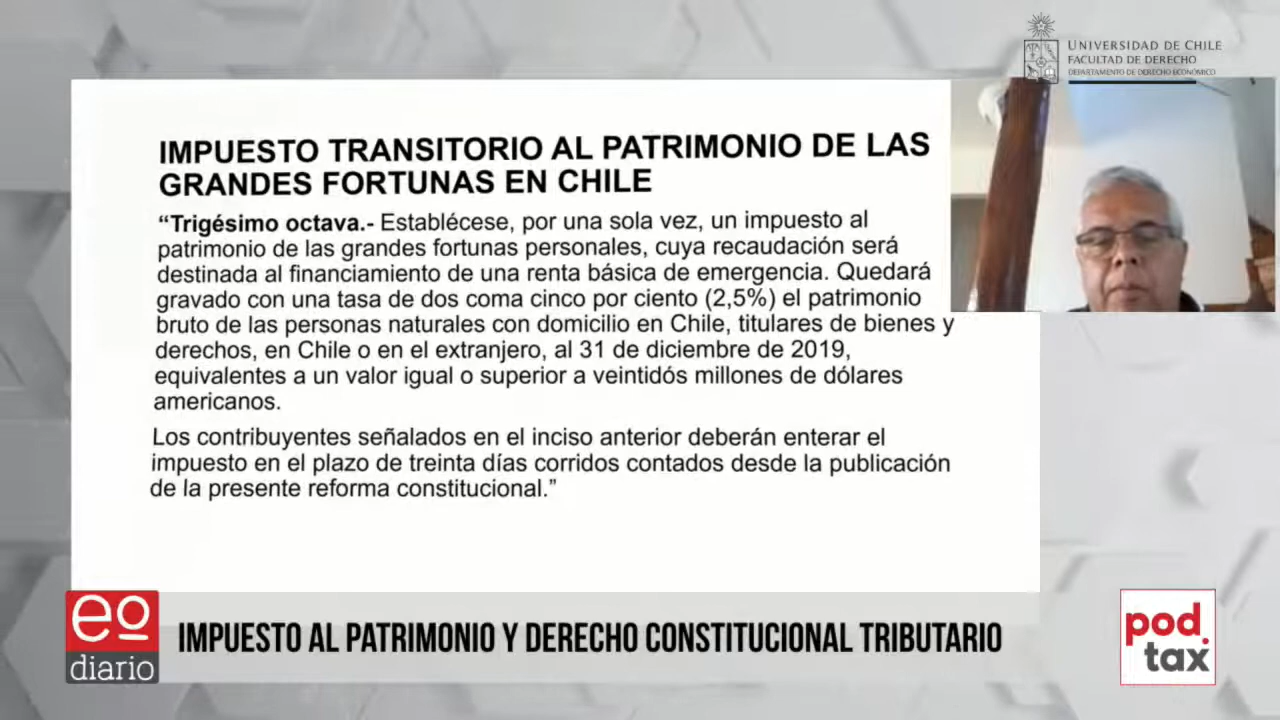 UNIVERSIDAD DE CHILE
FACULTAD DE DERECHO
DEPARTAMENTO DE DERECHO ECONÓMICO
IMPUESTO TRANSITORIO AL PATRIMONIO DE LAS
GRANDES FORTUNAS EN CHILE
“Trigésimo octava.- Establécese, por una sola vez, un impuesto al
patrimonio de las grandes fortunas personales, cuya recaudación será
destinada al financiamiento de una renta básica de emergencia. Quedará
gravado con una tasa de dos coma cinco por ciento (2,5%) el patrimonio
bruto de las personas naturales con domicilio en Chile, titulares de bienes y
derechos, en Chile o en el extranjero, al 31 de diciembre de 2019,
equivalentes a un valor igual o superior a veintidós millones de dólares
americanos.
Los contribuyentes señalados en el inciso anterior deberán enterar el
impuesto en el plazo de treinta días corridos contados desde la publicación
de la presente reforma constitucional.”
eo
diario
IMPUESTO AL PATRIMONIO Y DERECHO CONSTITUCIONAL TRIBUTARIO
pod.
tax